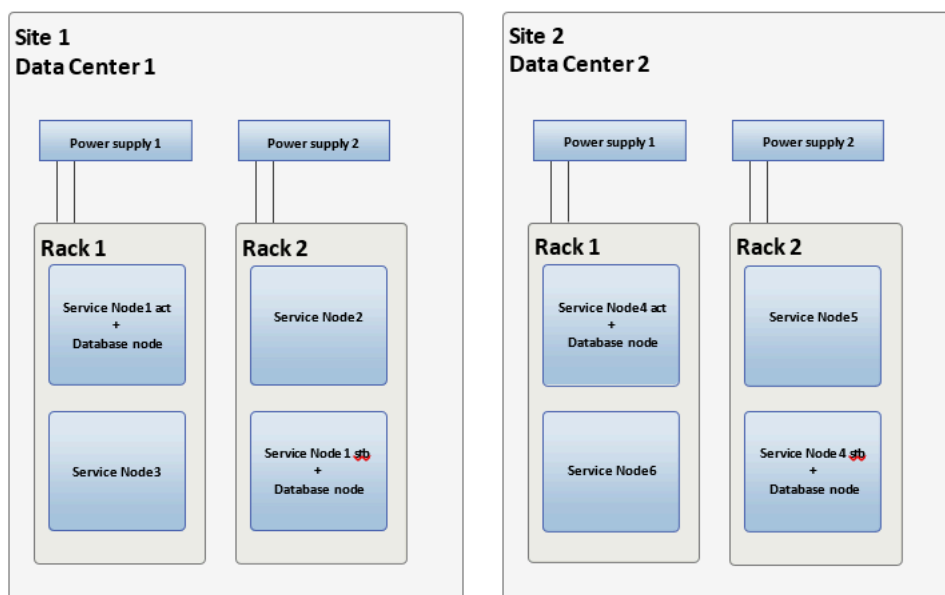 Site 1
Data Center 1
Power supply 1
Power supply 2
Rack 1
Service Node1 act
+
Database node
Service Node3
Rack 2
Service Node2
Service Node 1 stb
+
Database node
Site 2
Data Center 2
Power supply 1
Power supply 2
Rack 1
Service Node4 act
+
Database node
Service Node6
Rack 2
Service Node5
Service Node 4 stb
+
Database node